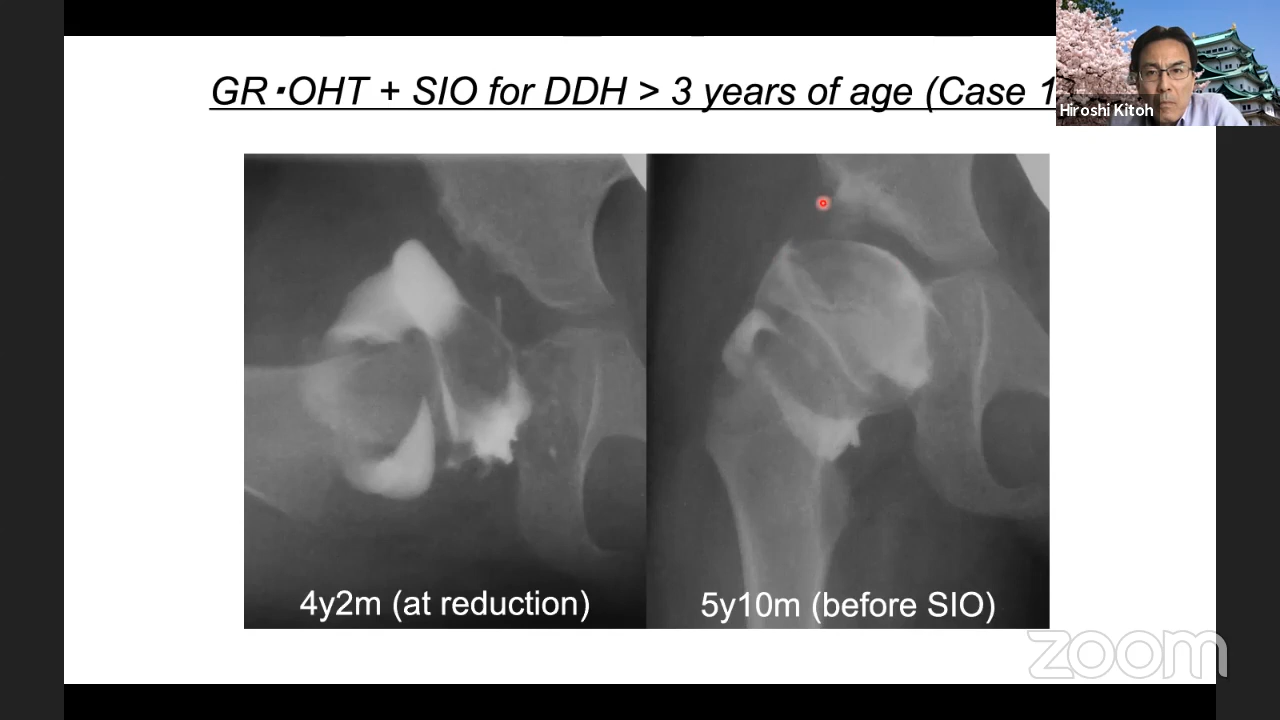 GR・OHT + SIO for DDH > 3 years of age (Case 1
Hiroshi Kitoh
4y2m (at reduction)
5y10m (before SIO)
zoom